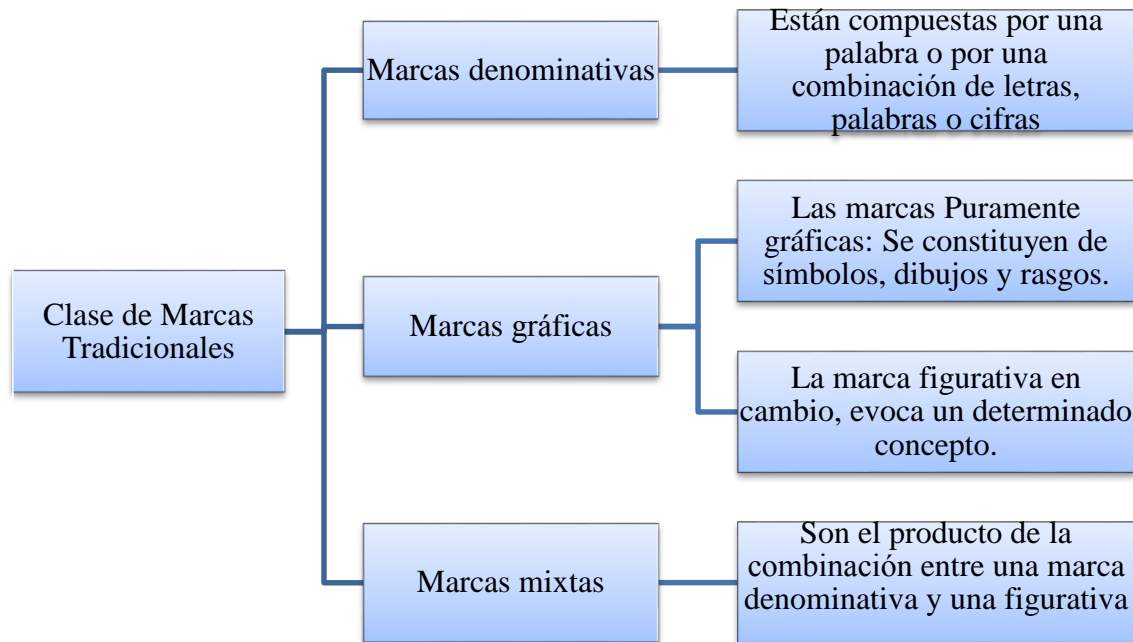 Clase de Marcas
Tradicionales
Marcas denominativas
Están compuestas por una
palabra o por una
combinación de letras,
palabras o cifras
Marcas gráficas
Las marcas Puramente
gráficas: Se constituyen de
símbolos, dibujos y rasgos.
La marca figurativa en
cambio, evoca un determinado
concepto.
Marcas mixtas
Son el producto de la
combinación entre una marca
denominativa y una figurativa